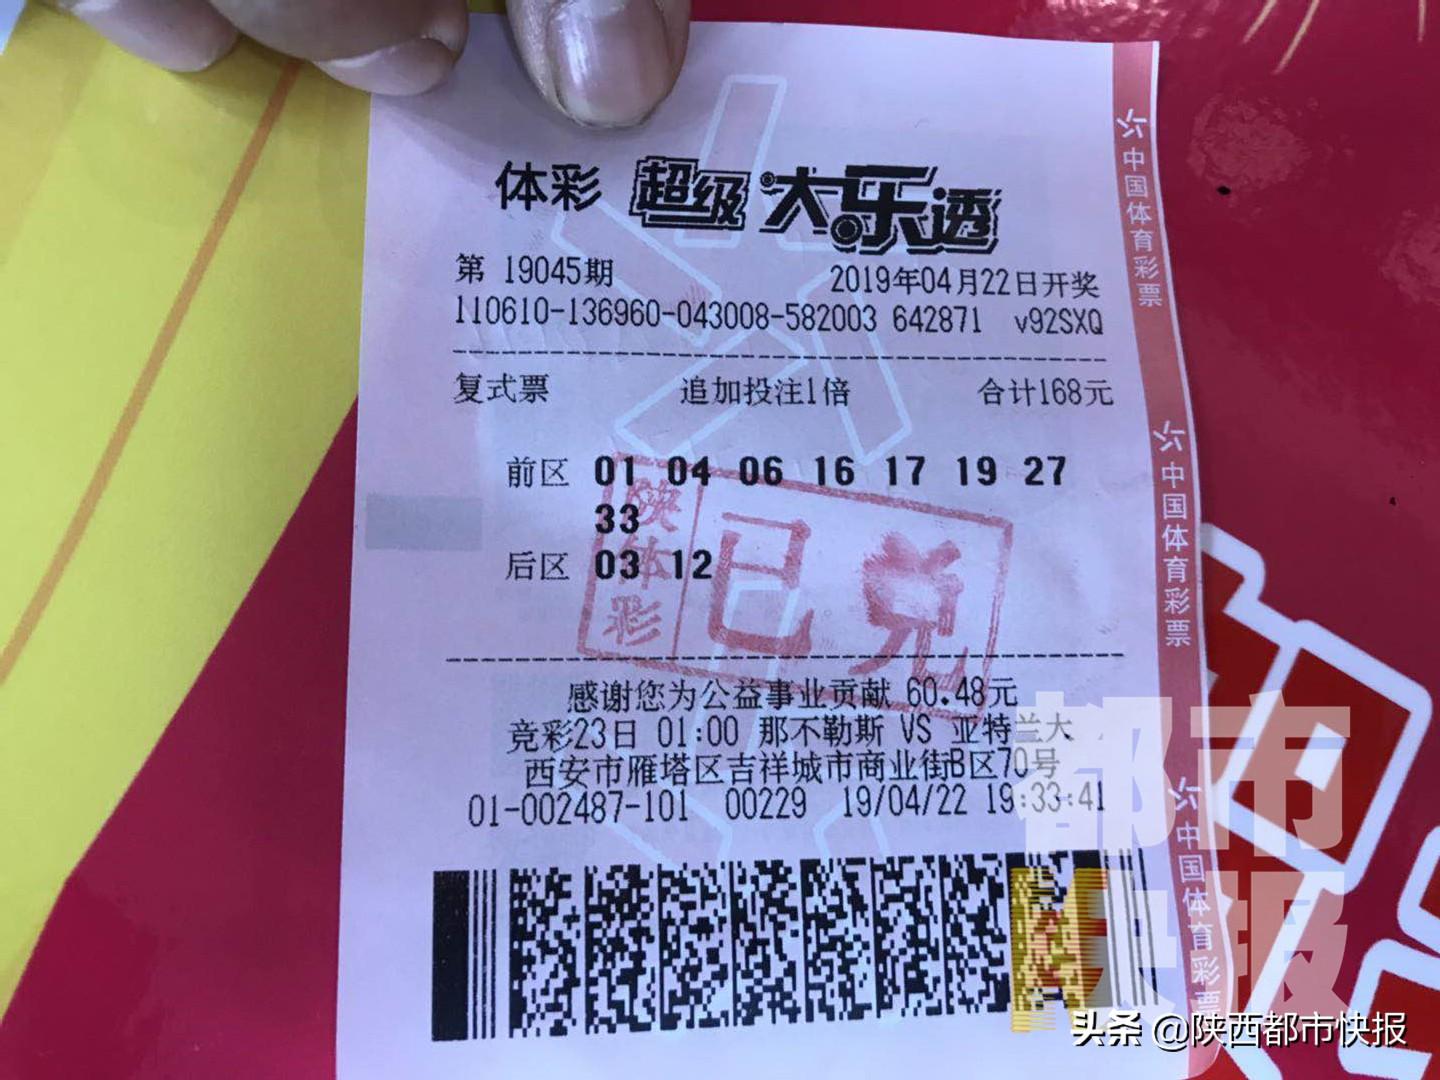 体彩 超级大乐透
第 19045期 2019年04月22日开奖
110610-136960-043008-582003 642871 v92SXQ
复式票 追加投注1倍 合计168元
前区 01 04 06 16 17 19 27
33
后区 03 12
陕体彩 已兑
感谢您为公益事业贡献 60.48元
竞彩23日 01:00 那不勒斯 VS 亚特兰大
西安市雁塔区吉祥城市商业街B区70号
01-002487-101 00229 19/04/22 19:33:41
中国体育彩票
中国体育彩票
中国体育彩票
都市
快报
头条 @陕西都市快报